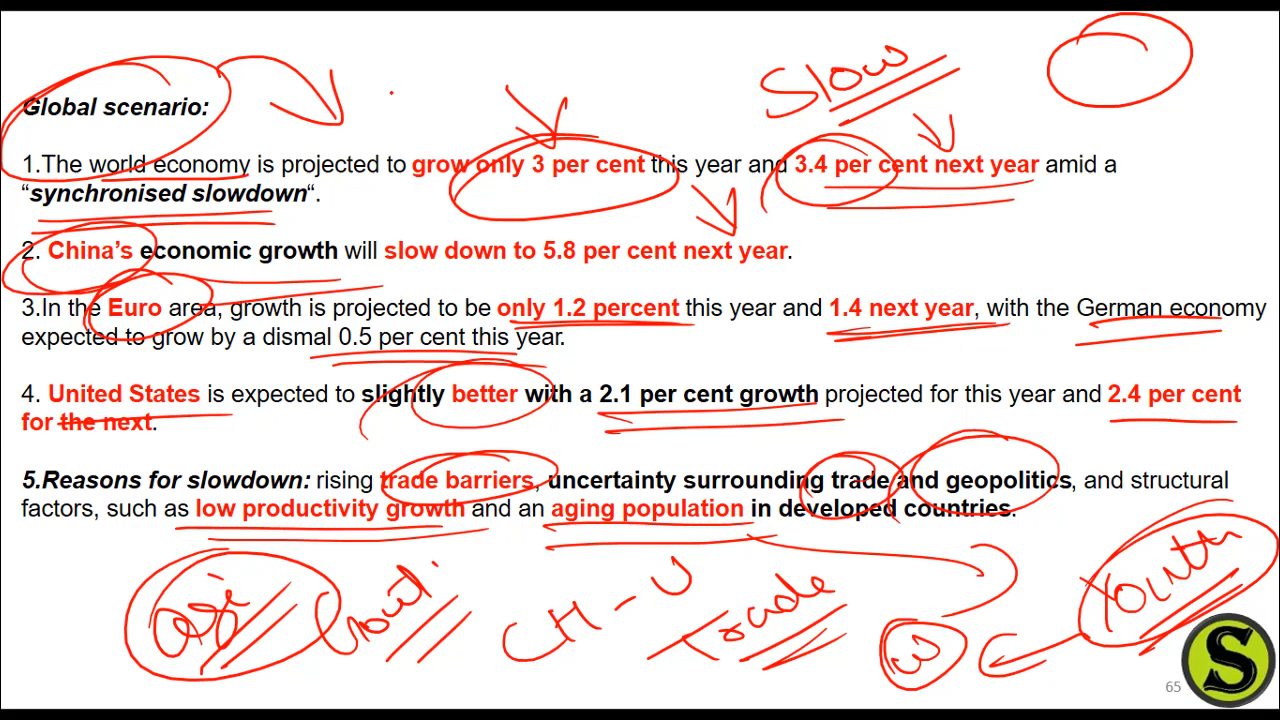 Slow
Global scenario:
1.The world economy is projected to grow only 3 per cent this year and 3.4 per cent next year amid a
“synchronised slowdown“.
2. China’s economic growth will slow down to 5.8 per cent next year.
3.In the Euro area, growth is projected to be only 1.2 percent this year and 1.4 next year, with the German economy
expected to grow by a dismal 0.5 per cent this year.
4. United States is expected to slightly better with a 2.1 per cent growth projected for this year and 2.4 per cent
for the next.
5.Reasons for slowdown: rising trade barriers, uncertainty surrounding trade and geopolitics, and structural
factors, such as low productivity growth and an aging population in developed countries.
Youth
CH - U
Trade
S
65